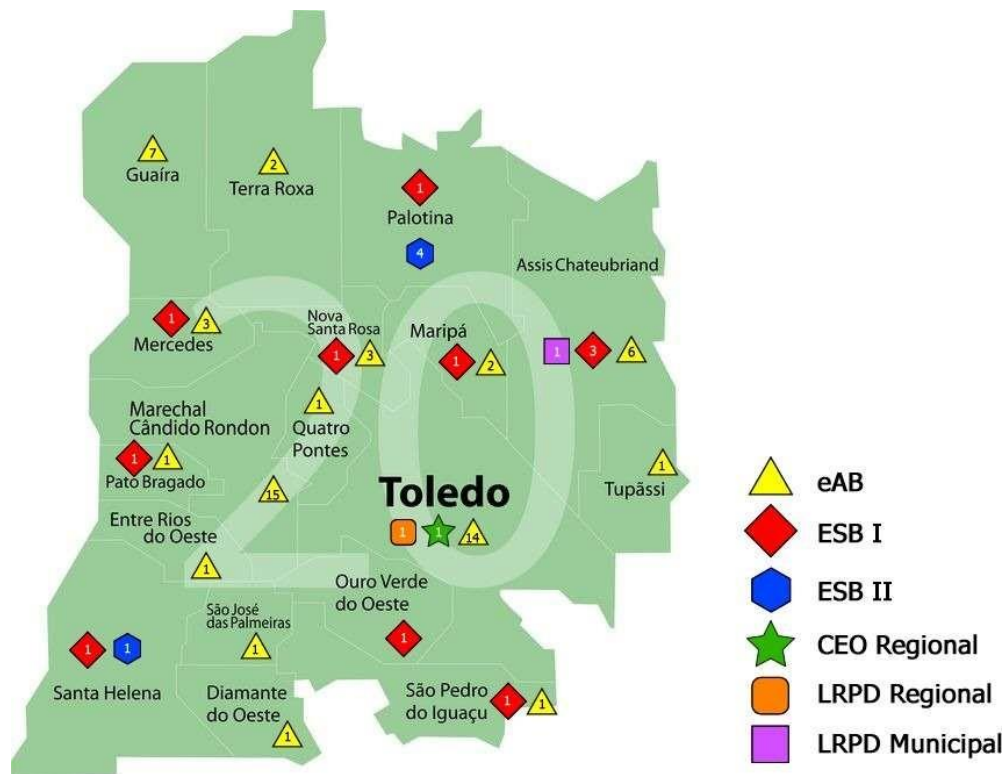 7
Guaíra
2
Terra Roxa
1
Palotina
4
Assis Chateubriand
20
1 3
Mercedes
Nova
Santa Rosa
1 3
Maripá
1 2
1 3 6
1
Quatro
Pontes
Marechal
Cândido Rondon
1 1
Pato Bragado
15
Toledo
1 1 14
1
Tupãssi
Entre Rios
do Oeste
1
Ouro Verde
do Oeste
1
São José
das Palmeiras
1
1 1
Santa Helena
Diamante
do Oeste
1
São Pedro
do Iguaçu
1 1
eAB
ESB I
ESB II
CEO Regional
LRPD Regional
LRPD Municipal